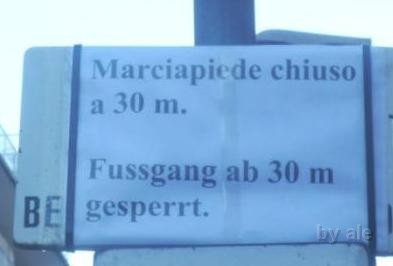 Marciapiede chiuso
a 30 m.
Fussgang ab 30 m
gesperrt.
BE
by ale